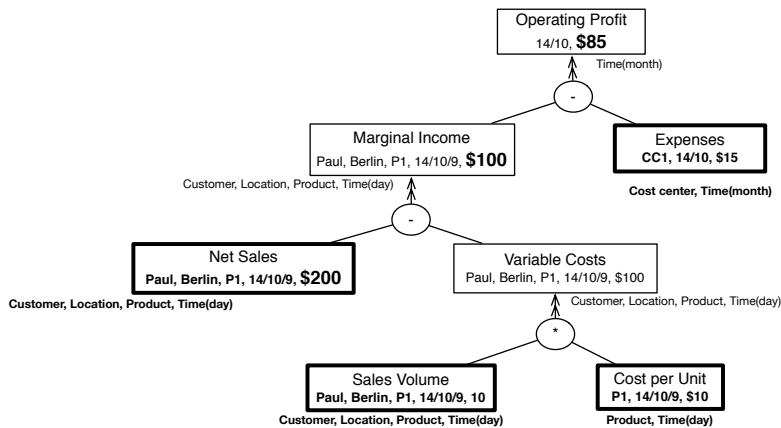 Operating Profit
14/10, $85
Time(month)
-
Marginal Income
Paul, Berlin, P1, 14/10/9, $100
Expenses
CC1, 14/10, $15
Customer, Location, Product, Time(day)
Cost center, Time(month)
-
Net Sales
Paul, Berlin, P1, 14/10/9, $200
Variable Costs
Paul, Berlin, P1, 14/10/9, $100
Customer, Location, Product, Time(day)
Customer, Location, Product, Time(day)
*
Sales Volume
Paul, Berlin, P1, 14/10/9, 10
Cost per Unit
P1, 14/10/9, $10
Customer, Location, Product, Time(day)
Product, Time(day)